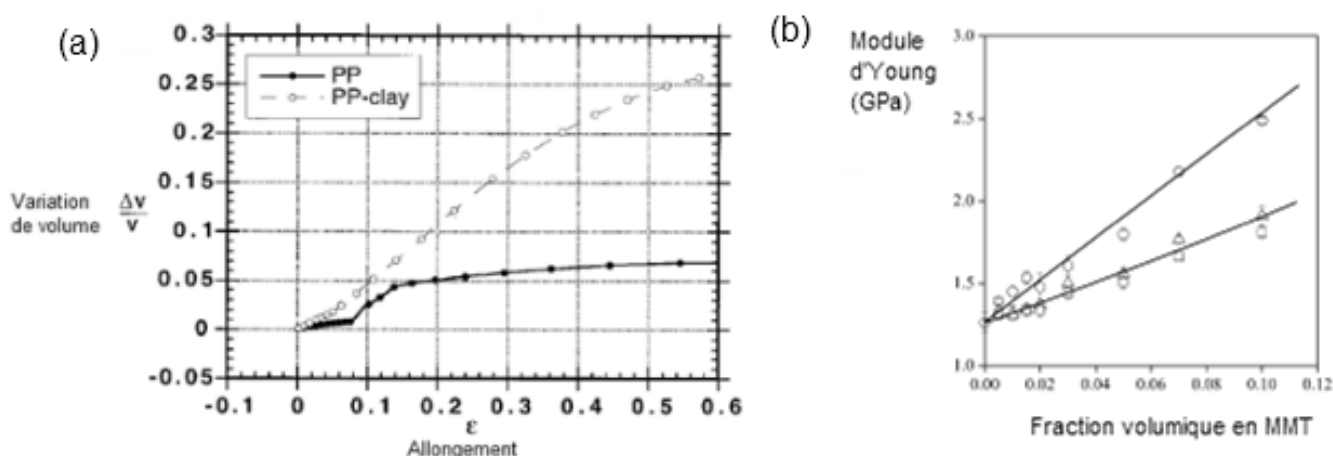 (a)
0.3
0.25
0.2
0.15
0.1
0.05
0
-0.05
PP
PP-clay
Variation
de volume
Δv
v
-0.1 0 0.1 0.2 0.3 0.4 0.5 0.6
ε
Allongement
(b)
Module
d'Young
(GPa)
3.0
2.5
2.0
1.5
1.0
0.00 0.02 0.04 0.06 0.08 0.10 0.12
Fraction volumique en MMT